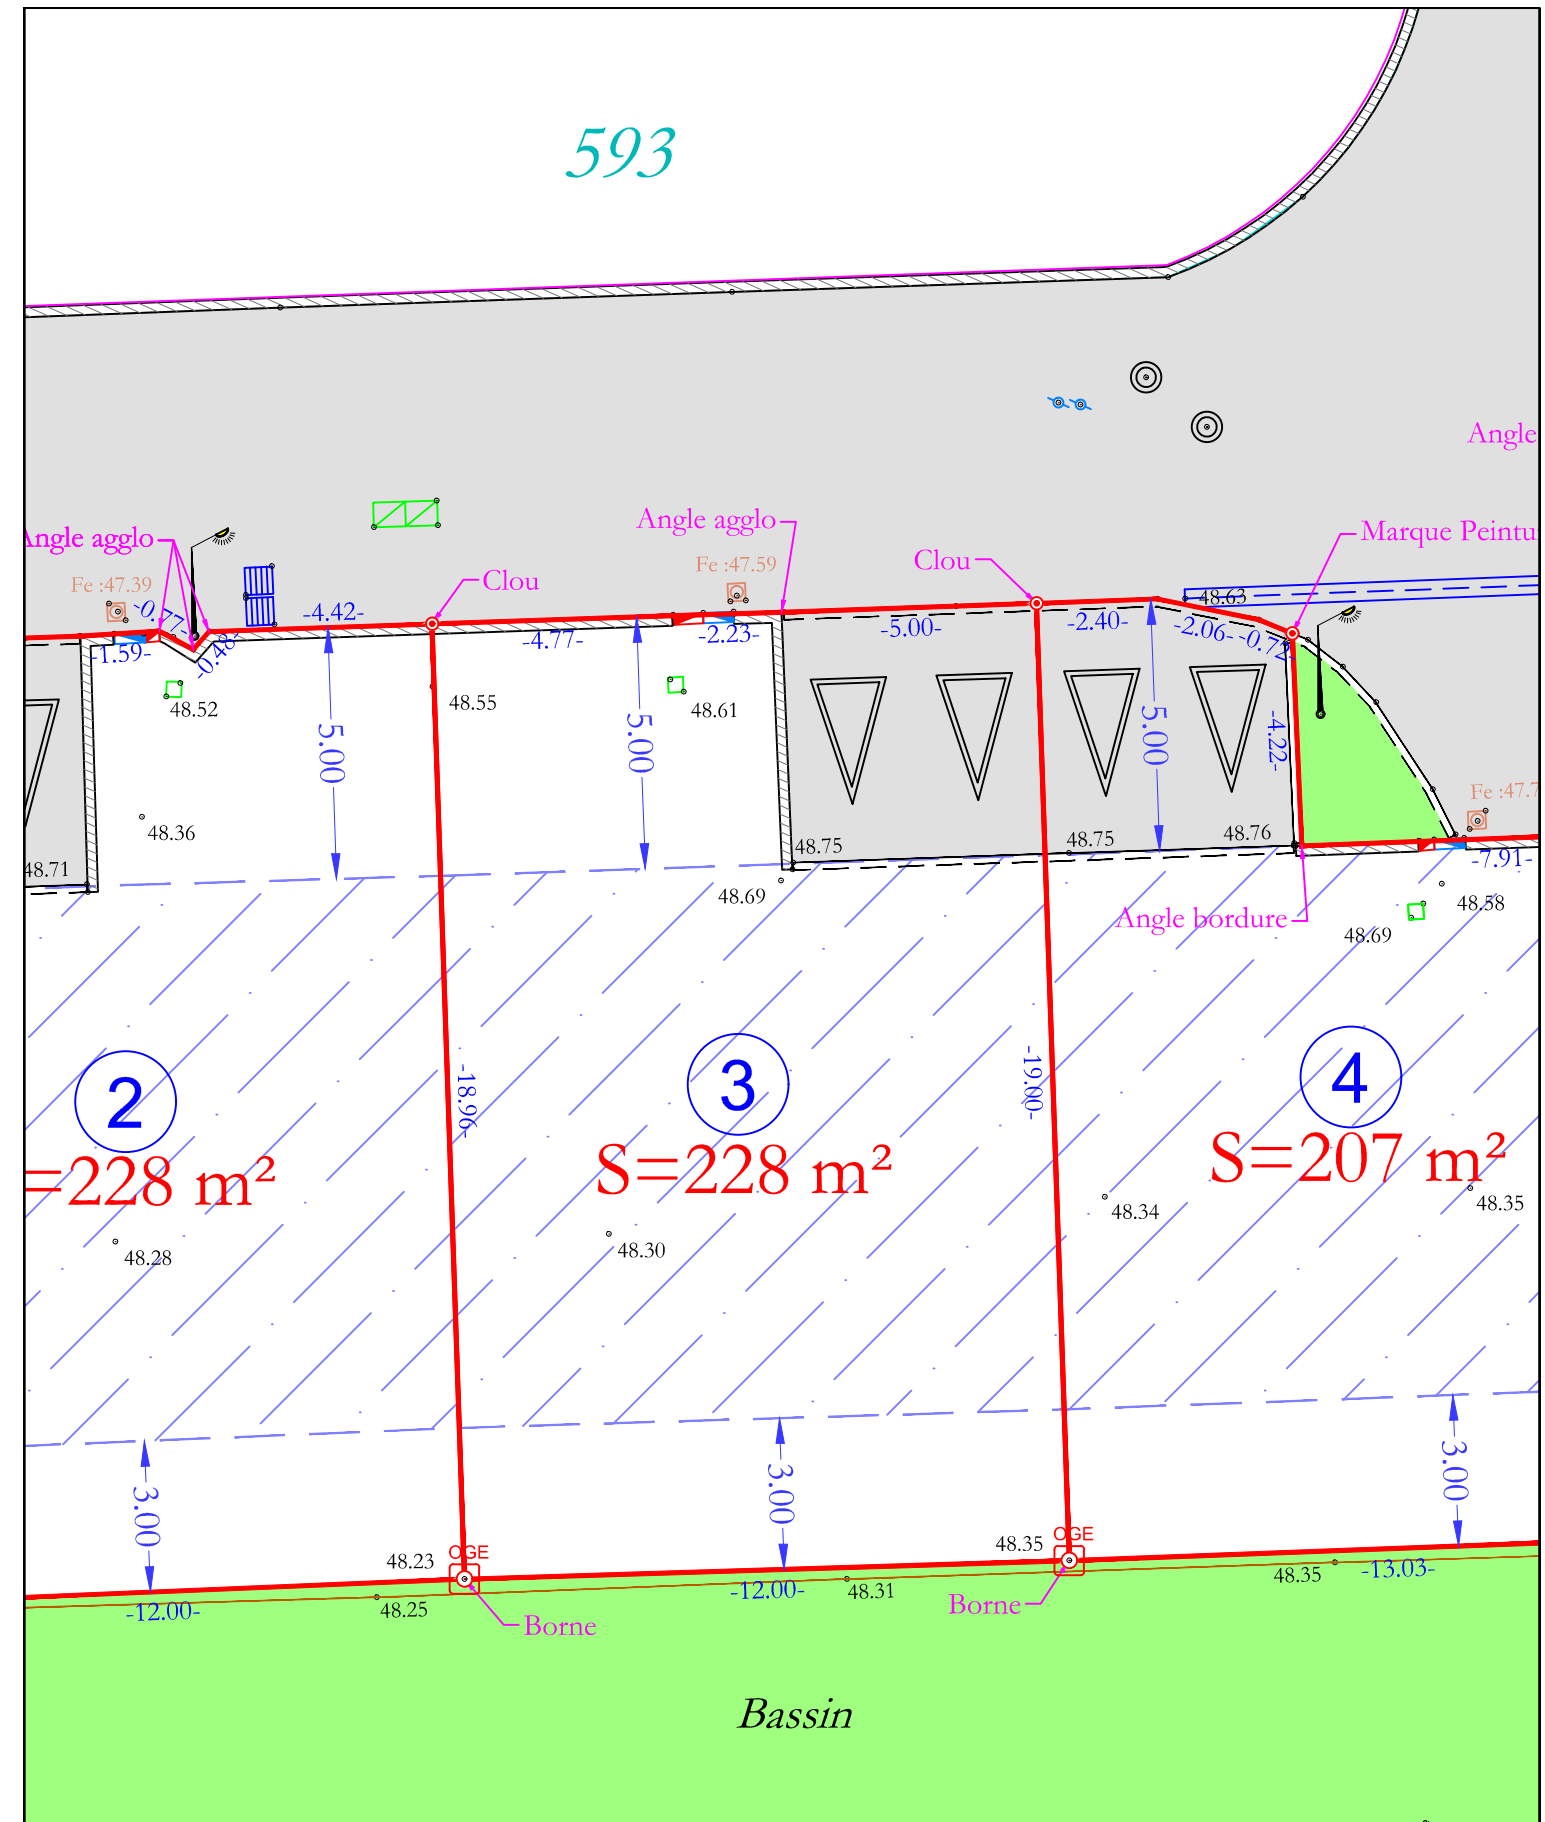 593
Angle
Angle agglo
Angle agglo
Marque Peintu
Clou
Clou
Fe :47.39
Fe :47.59
48.63
-0.77-
-4.42-
-1.59-
-0.48-
-4.77-
-2.23-
-5.00-
-2.40-
-2.06-
-0.72-
48.52
48.55
48.61
5.00
5.00
5.00
-4.22-
48.36
48.71
48.75
48.75
48.76
Fe :47.7
-7.91-
48.69
Angle bordure
48.58
48.69
2
3
4
-18.96-
-19.00-
=228 m²
S=228 m²
S=207 m²
48.28
48.30
48.34
48.35
3.00
3.00
3.00
48.23
OGE
48.35
OGE
-12.00-
48.25
Borne
-12.00-
48.31
Borne
48.35
-13.03-
Bassin